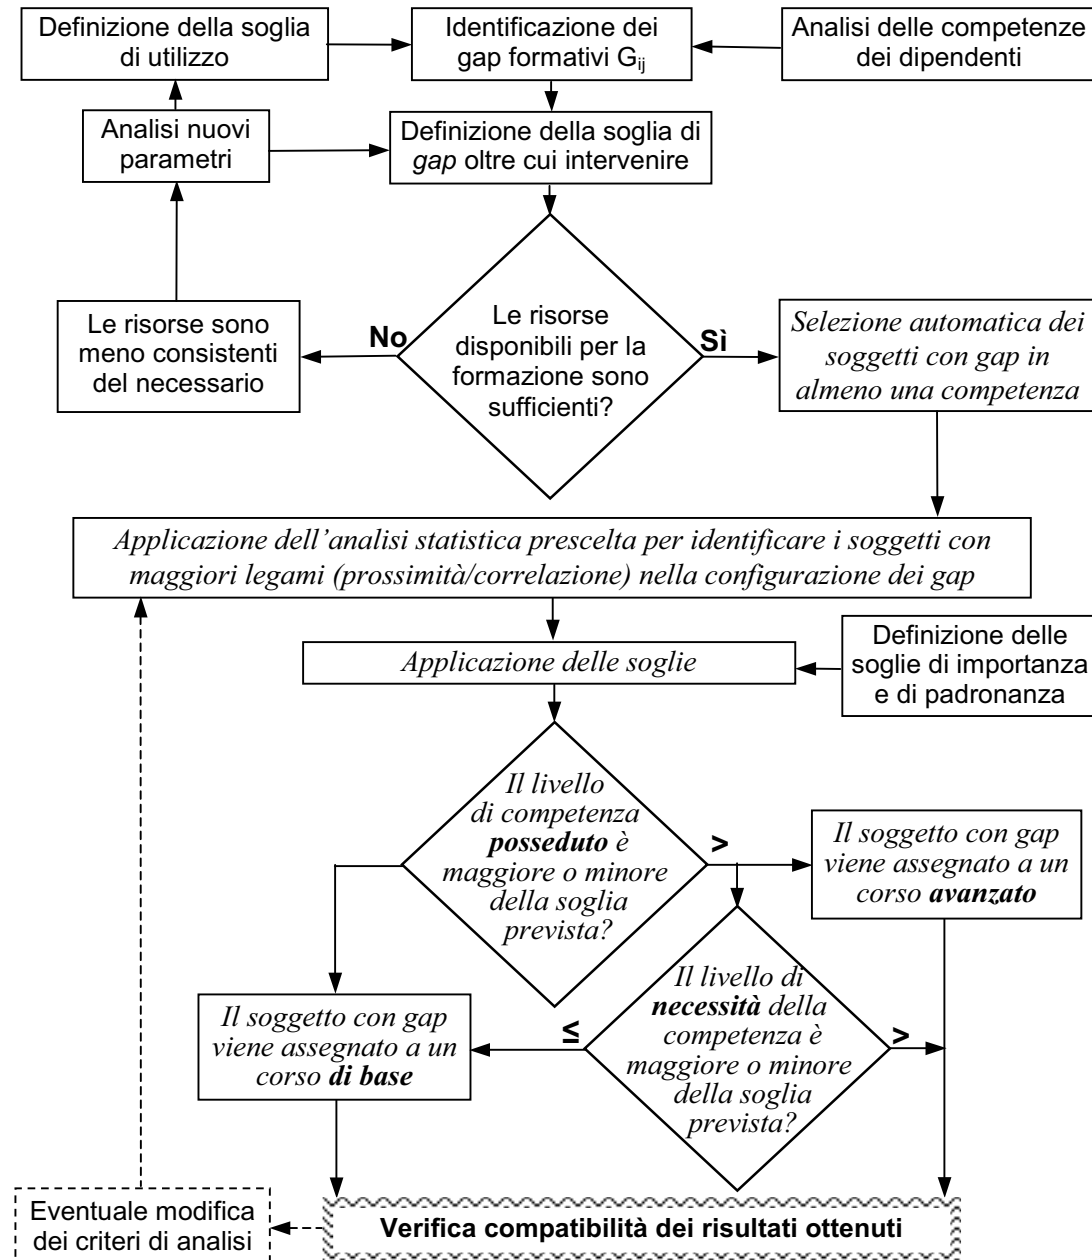 Definizione della soglia
di utilizzo
Identificazione dei
gap formativi Gij
Analisi delle competenze
dei dipendenti
Analisi nuovi
parametri
Definizione della soglia di
gap oltre cui intervenire
Le risorse sono
meno consistenti
del necessario
No
Le risorse
disponibili per la
formazione sono
sufficienti?
Sì
Selezione automatica dei
soggetti con gap in
almeno una competenza
Applicazione dell’analisi statistica prescelta per identificare i soggetti con
maggiori legami (prossimità/correlazione) nella configurazione dei gap
Applicazione delle soglie
Definizione delle
soglie di importanza
e di padronanza
Il livello
di competenza
posseduto è
maggiore o minore
della soglia
prevista?
>
Il soggetto con gap
viene assegnato a un
corso avanzato
Il soggetto con gap
viene assegnato a un
corso di base
≤
Il livello di
necessità della
competenza è
maggiore o minore
della soglia
prevista?
>
Eventuale modifica
dei criteri di analisi
Verifica compatibilità dei risultati ottenuti